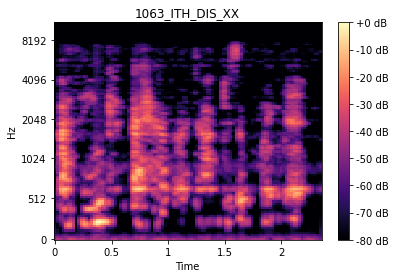 1063_ITH_DIS_XX
Hz
8192
4096
2048
1024
512
0
0
0.5
1
1.5
2
Time
+0 dB
-10 dB
-20 dB
-30 dB
-40 dB
-50 dB
-60 dB
-70 dB
-80 dB